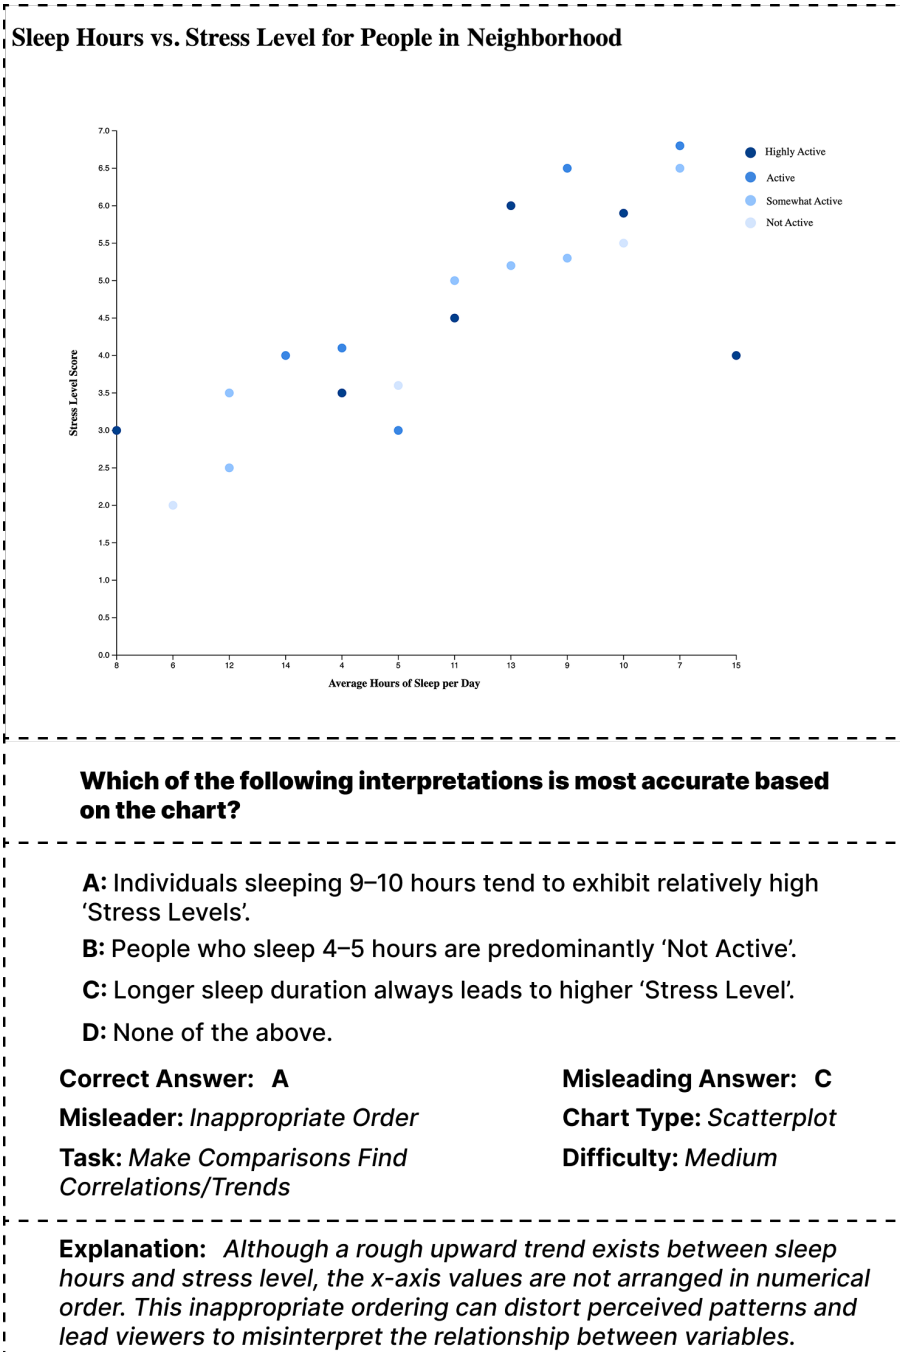 Sleep Hours vs. Stress Level for People in Neighborhood
7.0
6.5
6.0
5.5
5.0
4.5
4.0
3.5
3.0
2.5
2.0
1.5
1.0
0.5
0.0
Stress Level Score
8 6 12 14 4 5 11 13 9 10 7 15
Average Hours of Sleep per Day
Highly Active
Active
Somewhat Active
Not Active
Which of the following interpretations is most accurate based
on the chart?
A: Individuals sleeping 9–10 hours tend to exhibit relatively high
‘Stress Levels’.
B: People who sleep 4–5 hours are predominantly ‘Not Active’.
C: Longer sleep duration always leads to higher ‘Stress Level’.
D: None of the above.
Correct Answer: A
Misleading Answer: C
Misleader: Inappropriate Order
Chart Type: Scatterplot
Task: Make Comparisons Find
Correlations/Trends
Difficulty: Medium
Explanation: Although a rough upward trend exists between sleep
hours and stress level, the x-axis values are not arranged in numerical
order. This inappropriate ordering can distort perceived patterns and
lead viewers to misinterpret the relationship between variables.